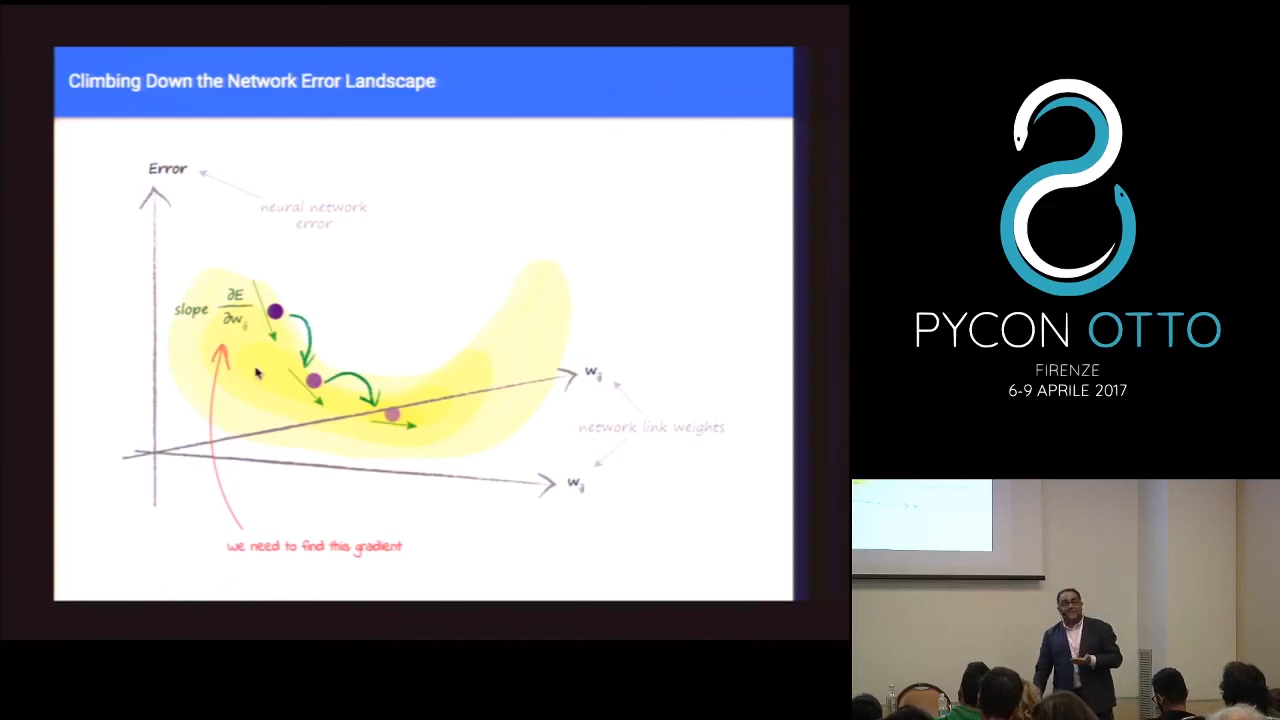 Climbing Down the Network Error Landscape
Error
neural network
error
slope ∂E
∂wij
wij
network link weights
wij
we need to find this gradient
PYCON OTTO
FIRENZE
6-9 APRILE 2017